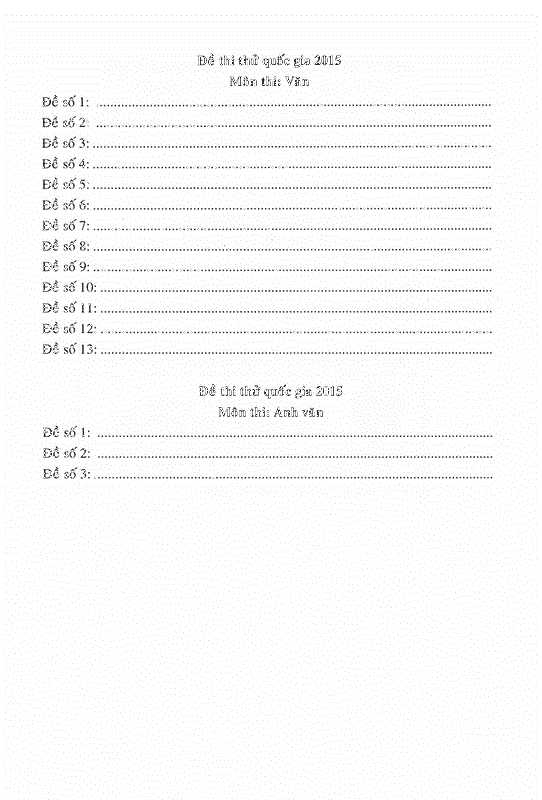 Đề thi thử quốc gia 2015
Môn thi: Văn
Đề số 1: ....................................................................................................
Đề số 2: ....................................................................................................
Đề số 3: ....................................................................................................
Đề số 4: ....................................................................................................
Đề số 5: ....................................................................................................
Đề số 6: ....................................................................................................
Đề số 7: ....................................................................................................
Đề số 8: ....................................................................................................
Đề số 9: ....................................................................................................
Đề số 10: ..................................................................................................
Đề số 11: ..................................................................................................
Đề số 12: ..................................................................................................
Đề số 13: ..................................................................................................
Đề thi thử quốc gia 2015
Môn thi: Anh văn
Đề số 1: ....................................................................................................
Đề số 2: ....................................................................................................
Đề số 3: ....................................................................................................